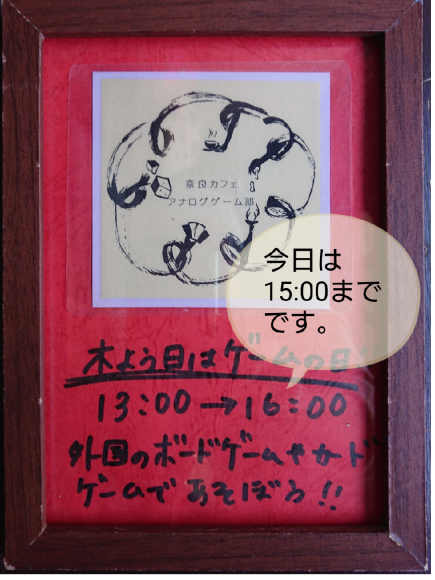 奈良カフェ
アナログゲーム部
今日は
15:00まで
です。
木よう日はゲームの日!!
13:00→16:00
外国のボードゲームやカード
ゲームであそぼう!!